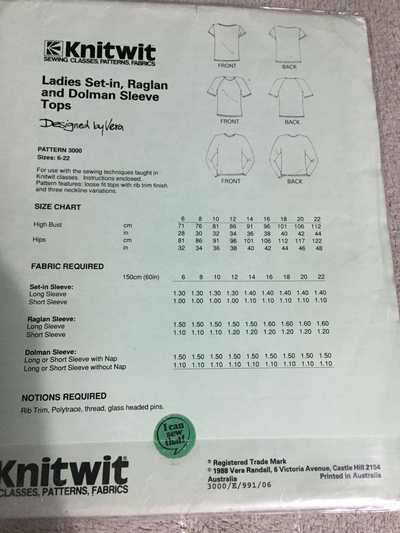 Knitwit
SEWING CLASSES, PATTERNS, FABRICS
Ladies Set-in, Raglan
and Dolman Sleeve
Tops
Designed by Vera
FRONT BACK
FRONT BACK
FRONT BACK
PATTERN 3000
Sizes: 6-22
For use with the sewing techniques taught in
Knitwit classes. Instructions enclosed.
Pattern features: loose fit tops with rib trim finish
and three neckline variations.
SIZE CHART
6 8 10 12 14 16 18 20 22
High Bust cm 71 76 81 86 91 96 101 106 112
in 28 30 32 34 36 38 40 42 44
Hips cm 81 86 91 96 101 106 112 117 122
in 32 34 36 38 40 42 44 46 48
FABRIC REQUIRED
150cm (60in) 6 8 10 12 14 16 18 20 22
Set-in Sleeve:
Long Sleeve 1.30 1.30 1.30 1.30 1.40 1.40 1.40 1.40 1.40
Short Sleeve 1.00 1.00 1.00 1.10 1.10 1.10 1.10 1.10 1.10
Raglan Sleeve:
Long Sleeve 1.50 1.50 1.50 1.50 1.50 1.60 1.60 1.60 1.60
Short Sleeve 1.10 1.10 1.10 1.10 1.10 1.20 1.20 1.20 1.20
Dolman Sleeve:
Long or Short Sleeve with Nap 1.50 1.50 1.50 1.50 1.50 1.50 1.50 1.50 1.50
Long or Short Sleeve without Nap 1.10 1.10 1.10 1.10 1.10 1.10 1.10 1.10 1.10
NOTIONS REQUIRED
Rib Trim, Polytrace, thread, glass headed pins.
I can
sew
that!
Knitwit
CLASSES, PATTERNS, FABRICS
® Registered Trade Mark
© 1988 Vera Randall, 6 Victoria Avenue, Castle Hill 2154
Printed in Australia
3000/E/991/06